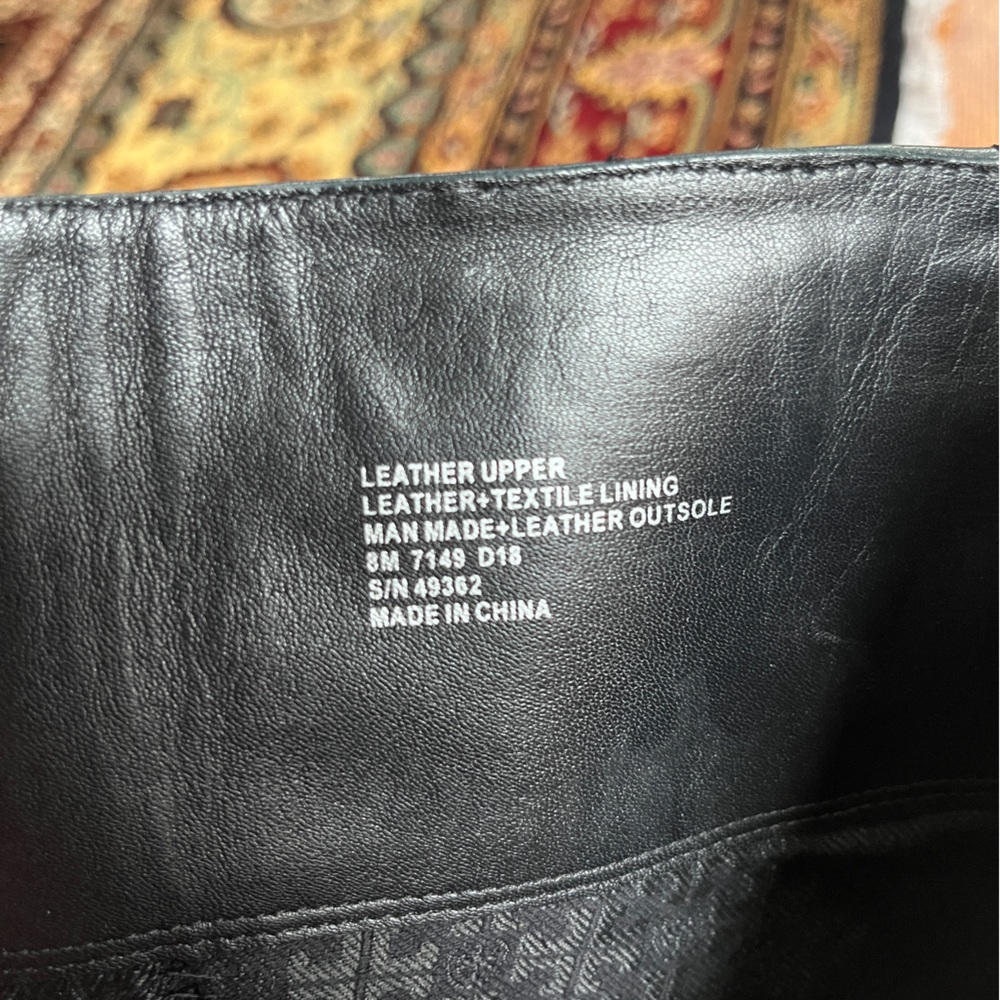 LEATHER UPPER
LEATHER+TEXTILE LINING
MAN MADE+LEATHER OUTSOLE
8M 7149 D18
S/N 49362
MADE IN CHINA